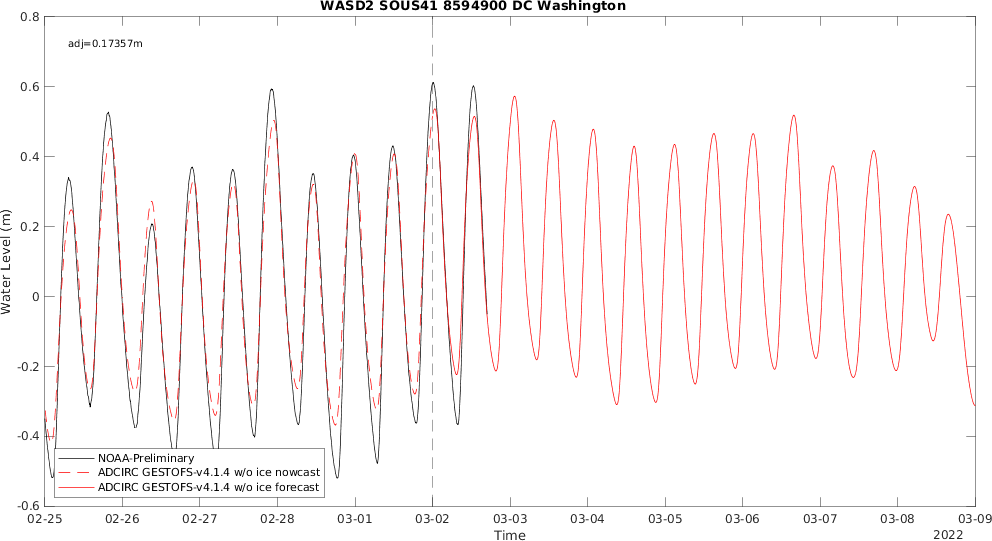 WASD2 SOUS41 8594900 DC Washington
adj=0.17357m
0.8
0.6
0.4
0.2
0
-0.2
-0.4
-0.6
Water Level (m)
NOAA-Preliminary
ADCIRC GESTOFS-v4.1.4 w/o ice nowcast
ADCIRC GESTOFS-v4.1.4 w/o ice forecast
02-25 02-26 02-27 02-28 03-01 03-02 03-03 03-04 03-05 03-06 03-07 03-08 03-09
Time
2022